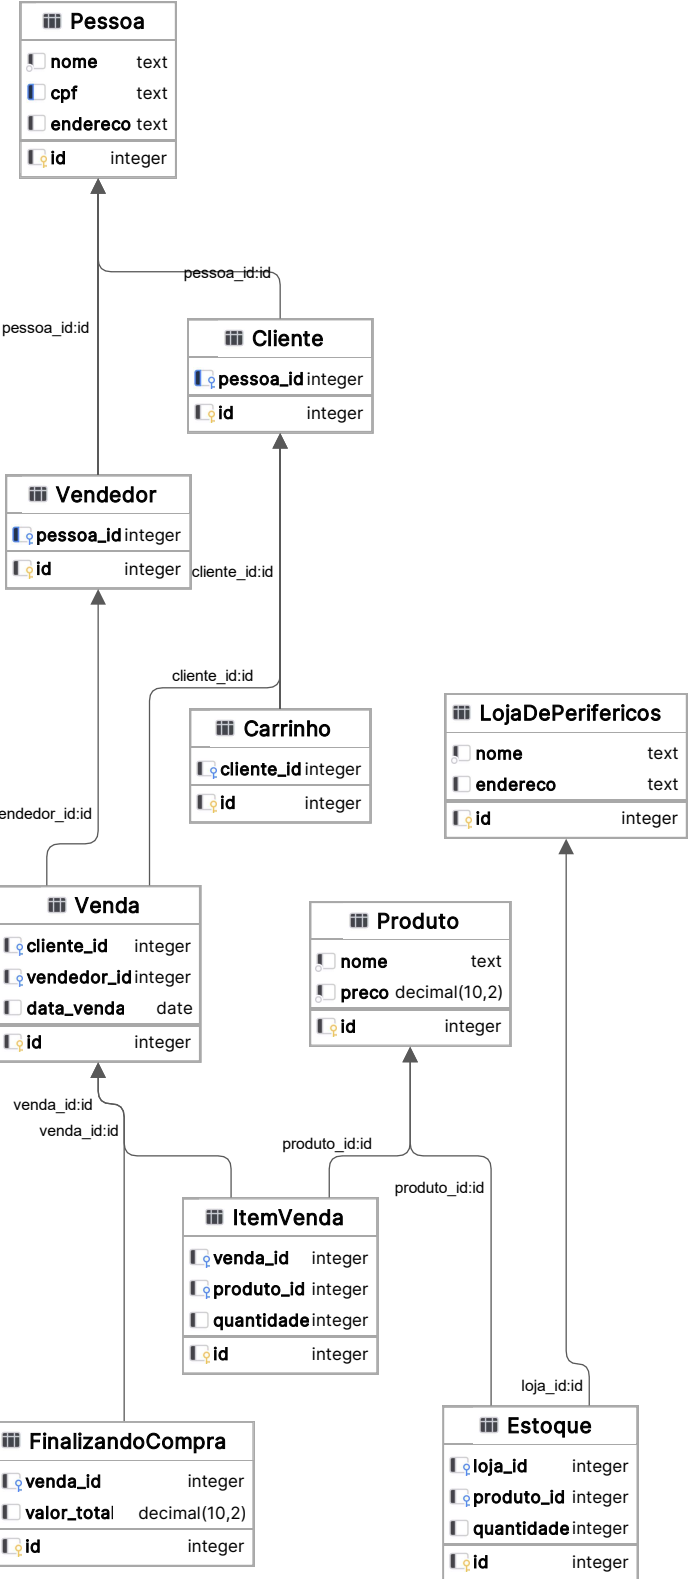 Pessoa
nome text
cpf text
endereco text
id integer
pessoa_id:id
pessoa_id:id
Cliente
pessoa_id integer
id integer
Vendedor
pessoa_id integer
id integer
cliente_id:id
cliente_id:id
Carrinho
cliente_id integer
id integer
LojaDePerifericos
nome text
endereco text
id integer
endedor_id:id
Venda
cliente_id integer
vendedor_id integer
data_venda date
id integer
Produto
nome text
preco decimal(10,2)
id integer
venda_id:id
venda_id:id
produto_id:id
produto_id:id
ItemVenda
venda_id integer
produto_id integer
quantidade integer
id integer
loja_id:id
FinalizandoCompra
venda_id integer
valor_total decimal(10,2)
id integer
Estoque
loja_id integer
produto_id integer
quantidade integer
id integer